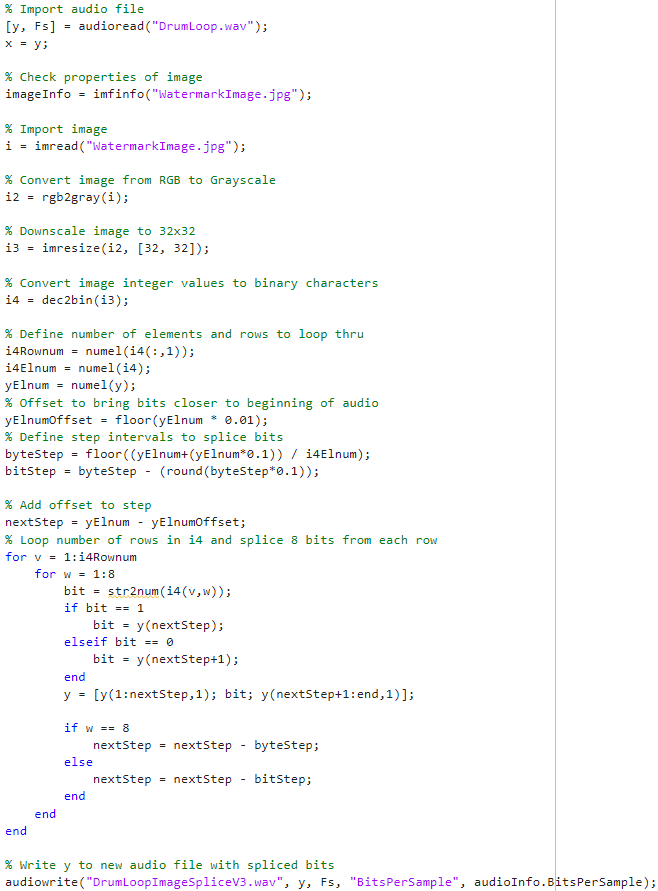 % Import audio file
[y, Fs] = audioread("DrumLoop.wav");
x = y;

% Check properties of image
imageInfo = imfinfo("WatermarkImage.jpg");

% Import image
i = imread("WatermarkImage.jpg");

% Convert image from RGB to Grayscale
i2 = rgb2gray(i);

% Downscale image to 32x32
i3 = imresize(i2, [32, 32]);

% Convert image integer values to binary characters
i4 = dec2bin(i3);

% Define number of elements and rows to loop thru
i4Rownum = numel(i4(:,1));
i4Elnum = numel(i4);
yElnum = numel(y);
% Offset to bring bits closer to beginning of audio
yElnumOffset = floor(yElnum * 0.01);
% Define step intervals to splice bits
byteStep = floor((yElnum+(yElnum*0.1)) / i4Elnum);
bitStep = byteStep - (round(byteStep*0.1));

% Add offset to step
nextStep = yElnum - yElnumOffset;
% Loop number of rows in i4 and splice 8 bits from each row
for v = 1:i4Rownum
    for w = 1:8
        bit = str2num(i4(v,w));
        if bit == 1
            bit = y(nextStep);
        elseif bit == 0
            bit = y(nextStep+1);
        end
        y = [y(1:nextStep,1); bit; y(nextStep+1:end,1)];

        if w == 8
            nextStep = nextStep - byteStep;
        else
            nextStep = nextStep - bitStep;
        end
    end
end

% Write y to new audio file with spliced bits
audiowrite("DrumLoopImageSpliceV3.wav", y, Fs, "BitsPerSample", audioInfo.BitsPerSample);